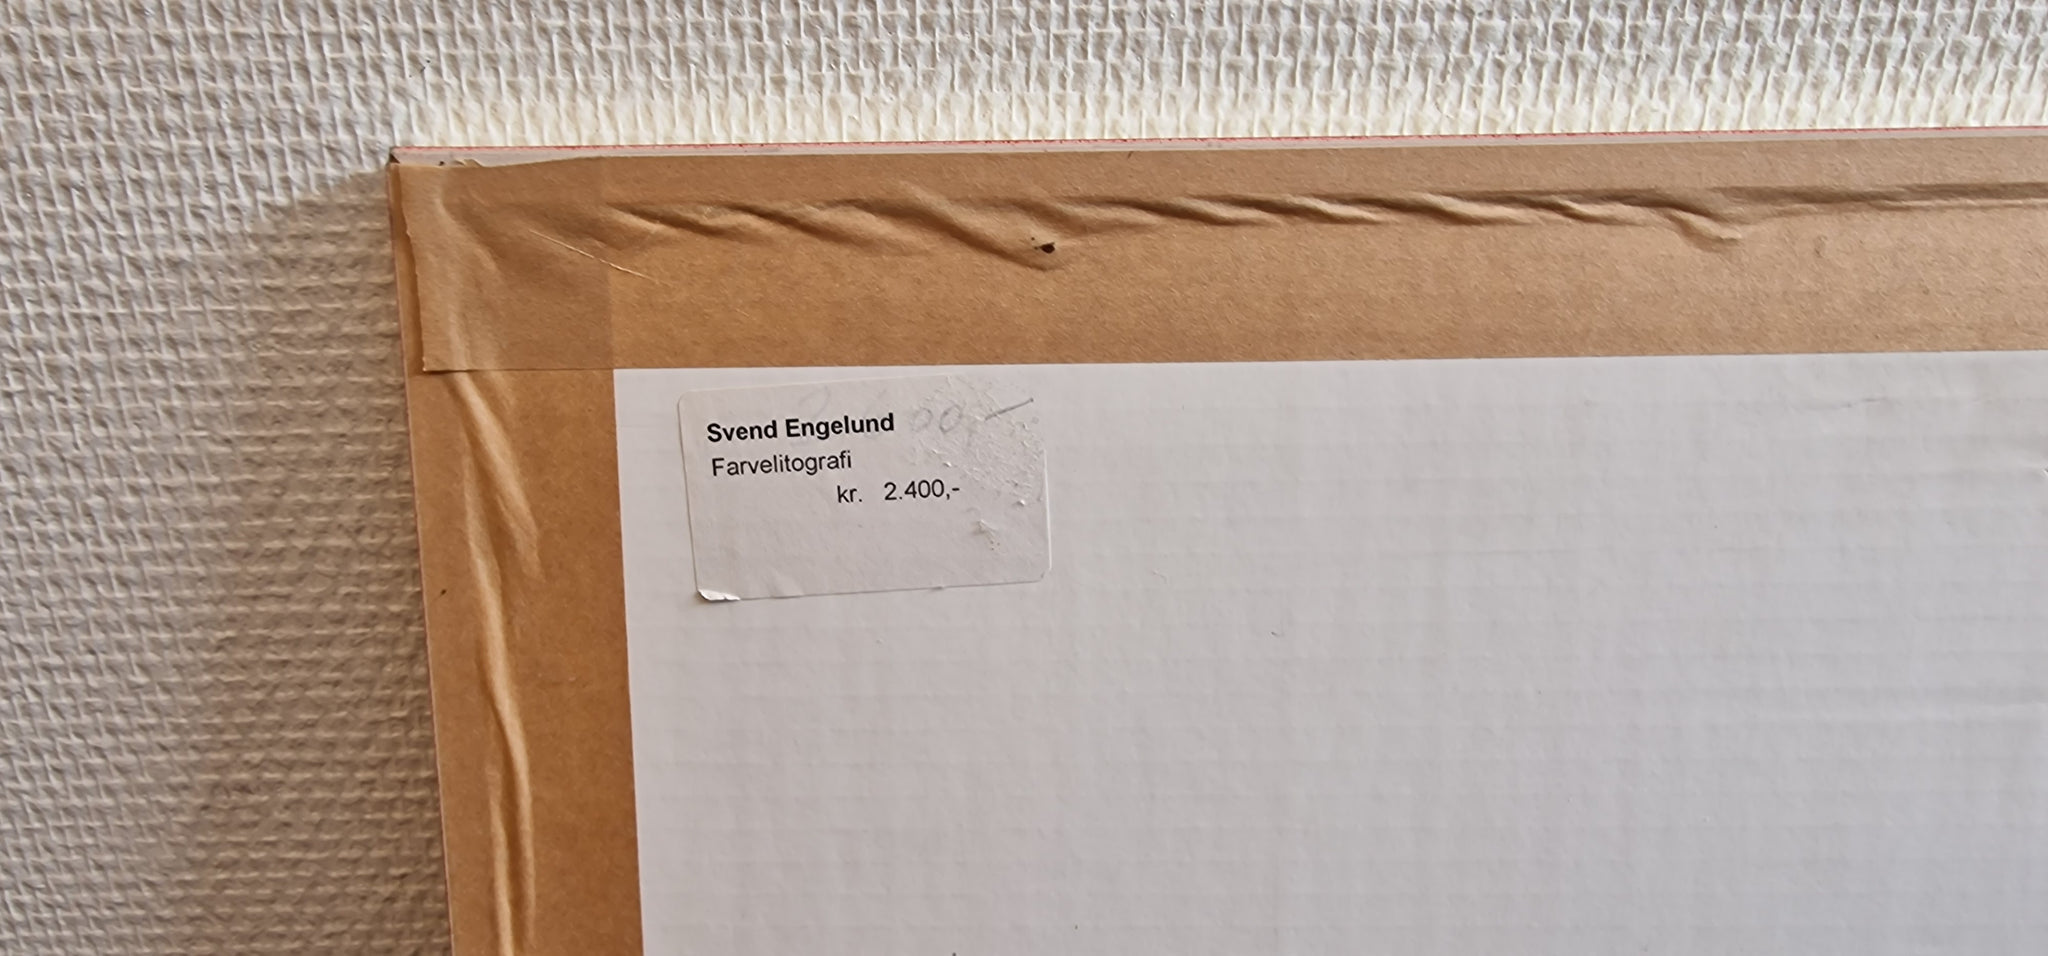 Svend Engelund
Farvelitografi
kr. 2.400,-